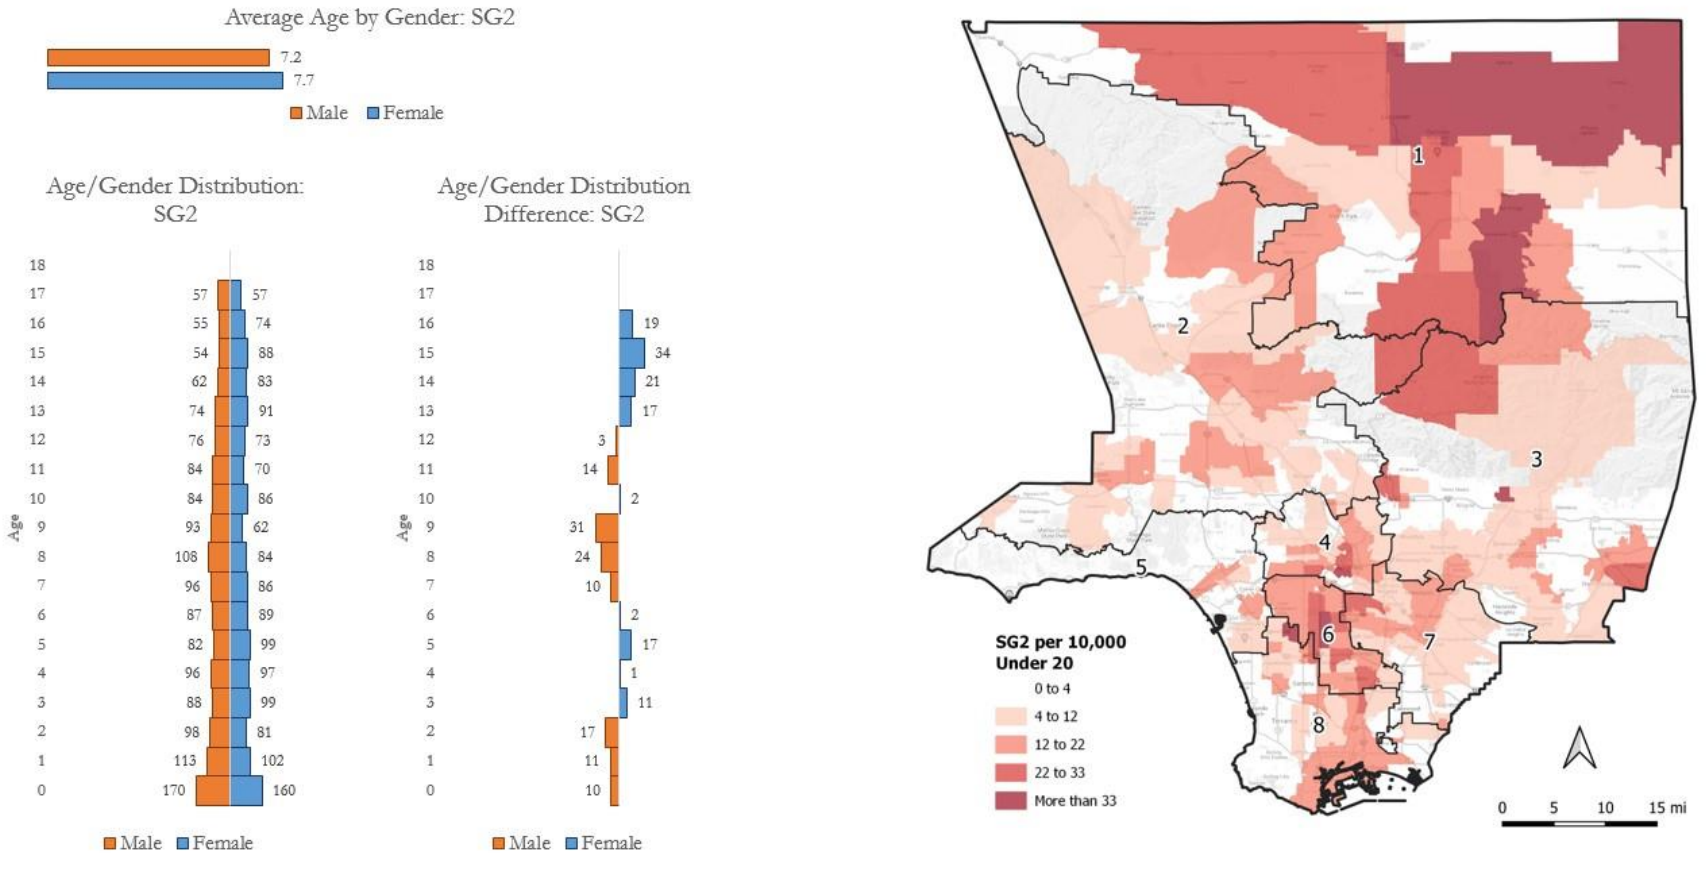 Average Age by Gender: SG2
7.2
7.7
Male Female
Age/Gender Distribution:
SG2
Age
18
17 57 57
16 55 74
15 54 88
14 62 83
13 74 91
12 76 73
11 84 70
10 84 86
9 93 62
8 108 84
7 96 86
6 87 89
5 82 99
4 96 97
3 88 99
2 98 81
1 113 102
0 170 160
Male Female
Age/Gender Distribution
Difference: SG2
Age
18
17
16 19
15 34
14 21
13 17
12 3
11 14
10 2
9 31
8 24
7 10
6 2
5 17
4 1
3 11
2 17
1 11
0 10
Male Female
1
2
3
4
5
6
7
8
SG2 per 10,000
Under 20
0 to 4
4 to 12
12 to 22
22 to 33
More than 33
0 5 10 15 mi